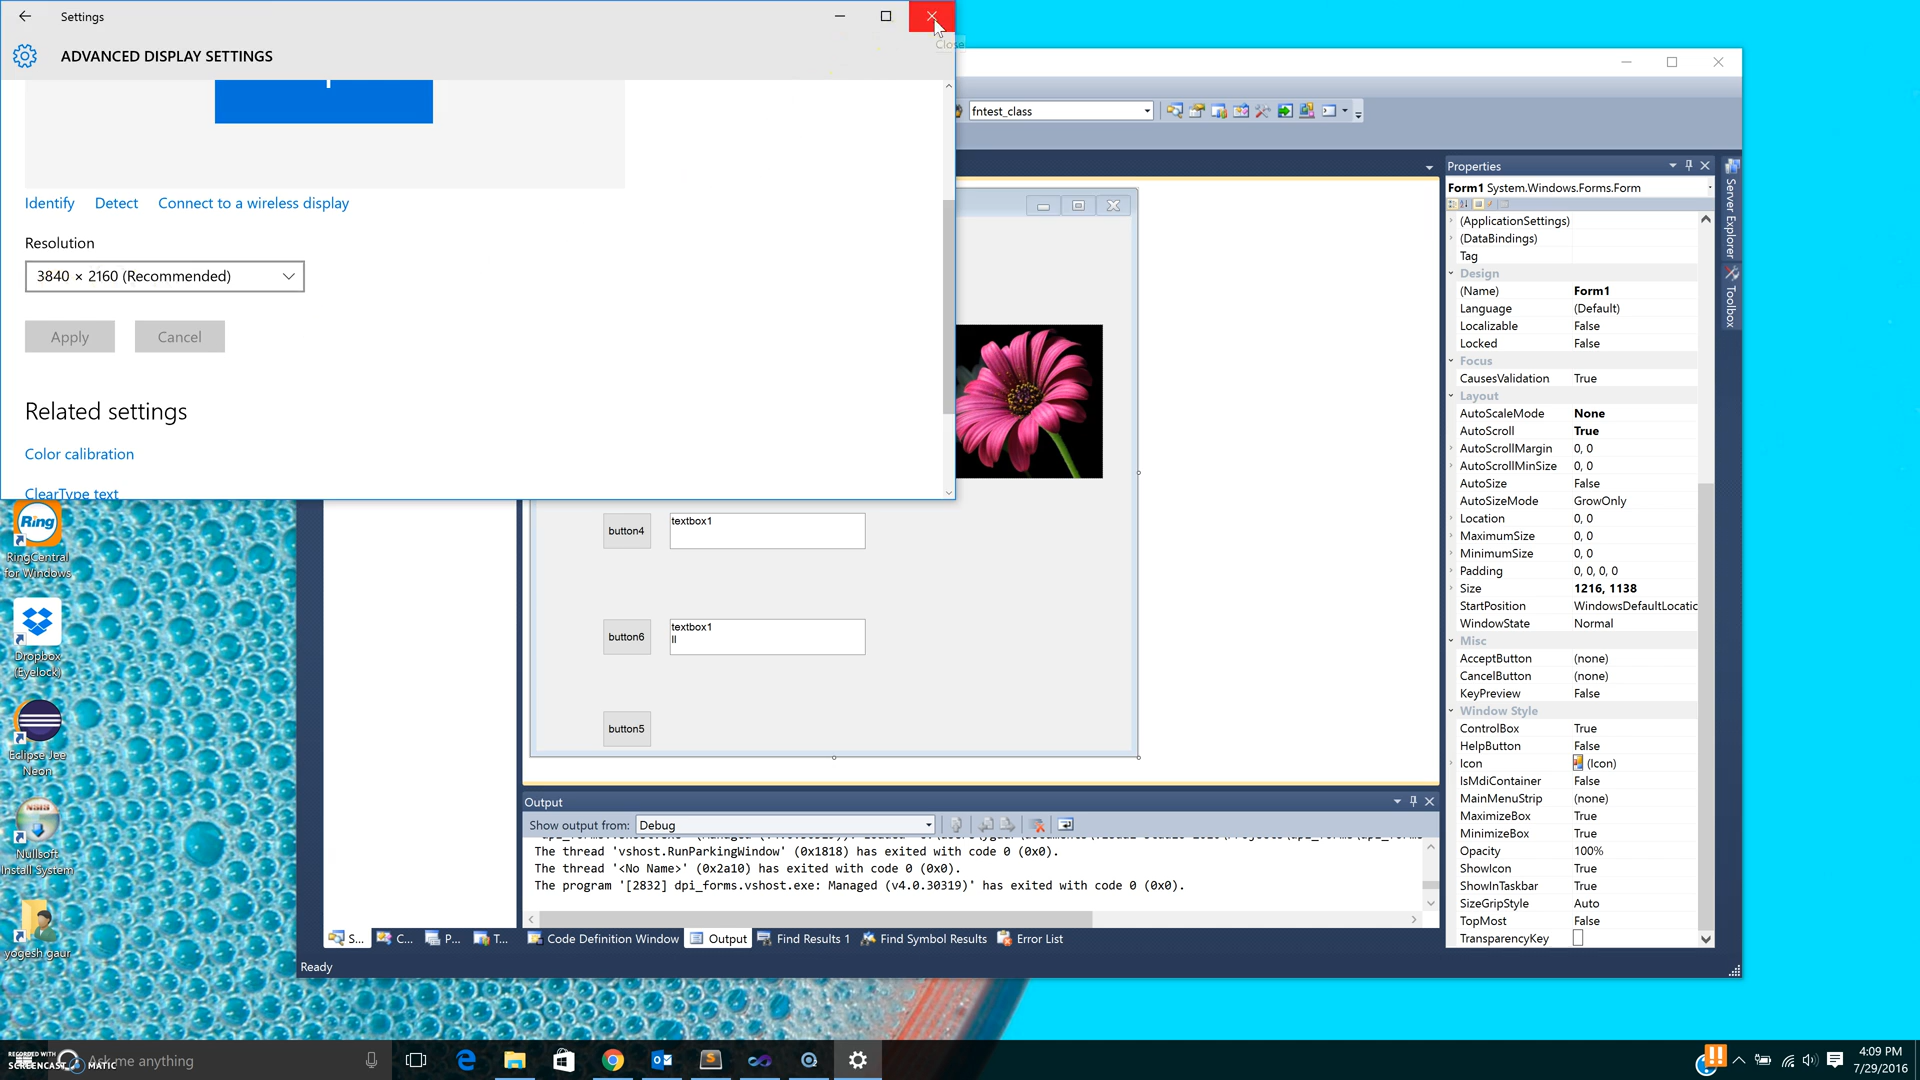 Settings
Close
ADVANCED DISPLAY SETTINGS
Identify Detect Connect to a wireless display
Resolution
3840 × 2160 (Recommended)
Apply Cancel
Related settings
Color calibration
ClearType text
fntest_class
button4 textbox1
button6 textbox1
ll
button5
Output
Show output from: Debug
The thread 'vshost.RunParkingWindow' (0x1818) has exited with code 0 (0x0).
The thread '<No Name>' (0x2a10) has exited with code 0 (0x0).
The program '[2832] dpi_forms.vshost.exe: Managed (v4.0.30319)' has exited with code 0 (0x0).
S... C... P... T... Code Definition Window Output Find Results 1 Find Symbol Results Error List
Ready
Properties
Form1 System.Windows.Forms.Form
(ApplicationSettings)
(DataBindings)
Tag
Design
(Name) Form1
Language (Default)
Localizable False
Locked False
Focus
CausesValidation True
Layout
AutoScaleMode None
AutoScroll True
AutoScrollMargin 0, 0
AutoScrollMinSize 0, 0
AutoSize False
AutoSizeMode GrowOnly
Location 0, 0
MaximumSize 0, 0
MinimumSize 0, 0
Padding 0, 0, 0, 0
Size 1216, 1138
StartPosition WindowsDefaultLocatic
WindowState Normal
Misc
AcceptButton (none)
CancelButton (none)
KeyPreview False
Window Style
ControlBox True
HelpButton False
Icon (Icon)
IsMdiContainer False
MainMenuStrip (none)
MaximizeBox True
MinimizeBox True
Opacity 100%
ShowIcon True
ShowInTaskbar True
SizeGripStyle Auto
TopMost False
TransparencyKey
Server Explorer
Toolbox
Ring
RingCentral
for Windows
Dropbox
(Eyelock)
Eclipse Jee
Neon
NSIS
Nullsoft
Install System
yogesh gaur
RECORDED WITH
SCREENCAST MATIC
Ask me anything
4:09 PM
7/29/2016